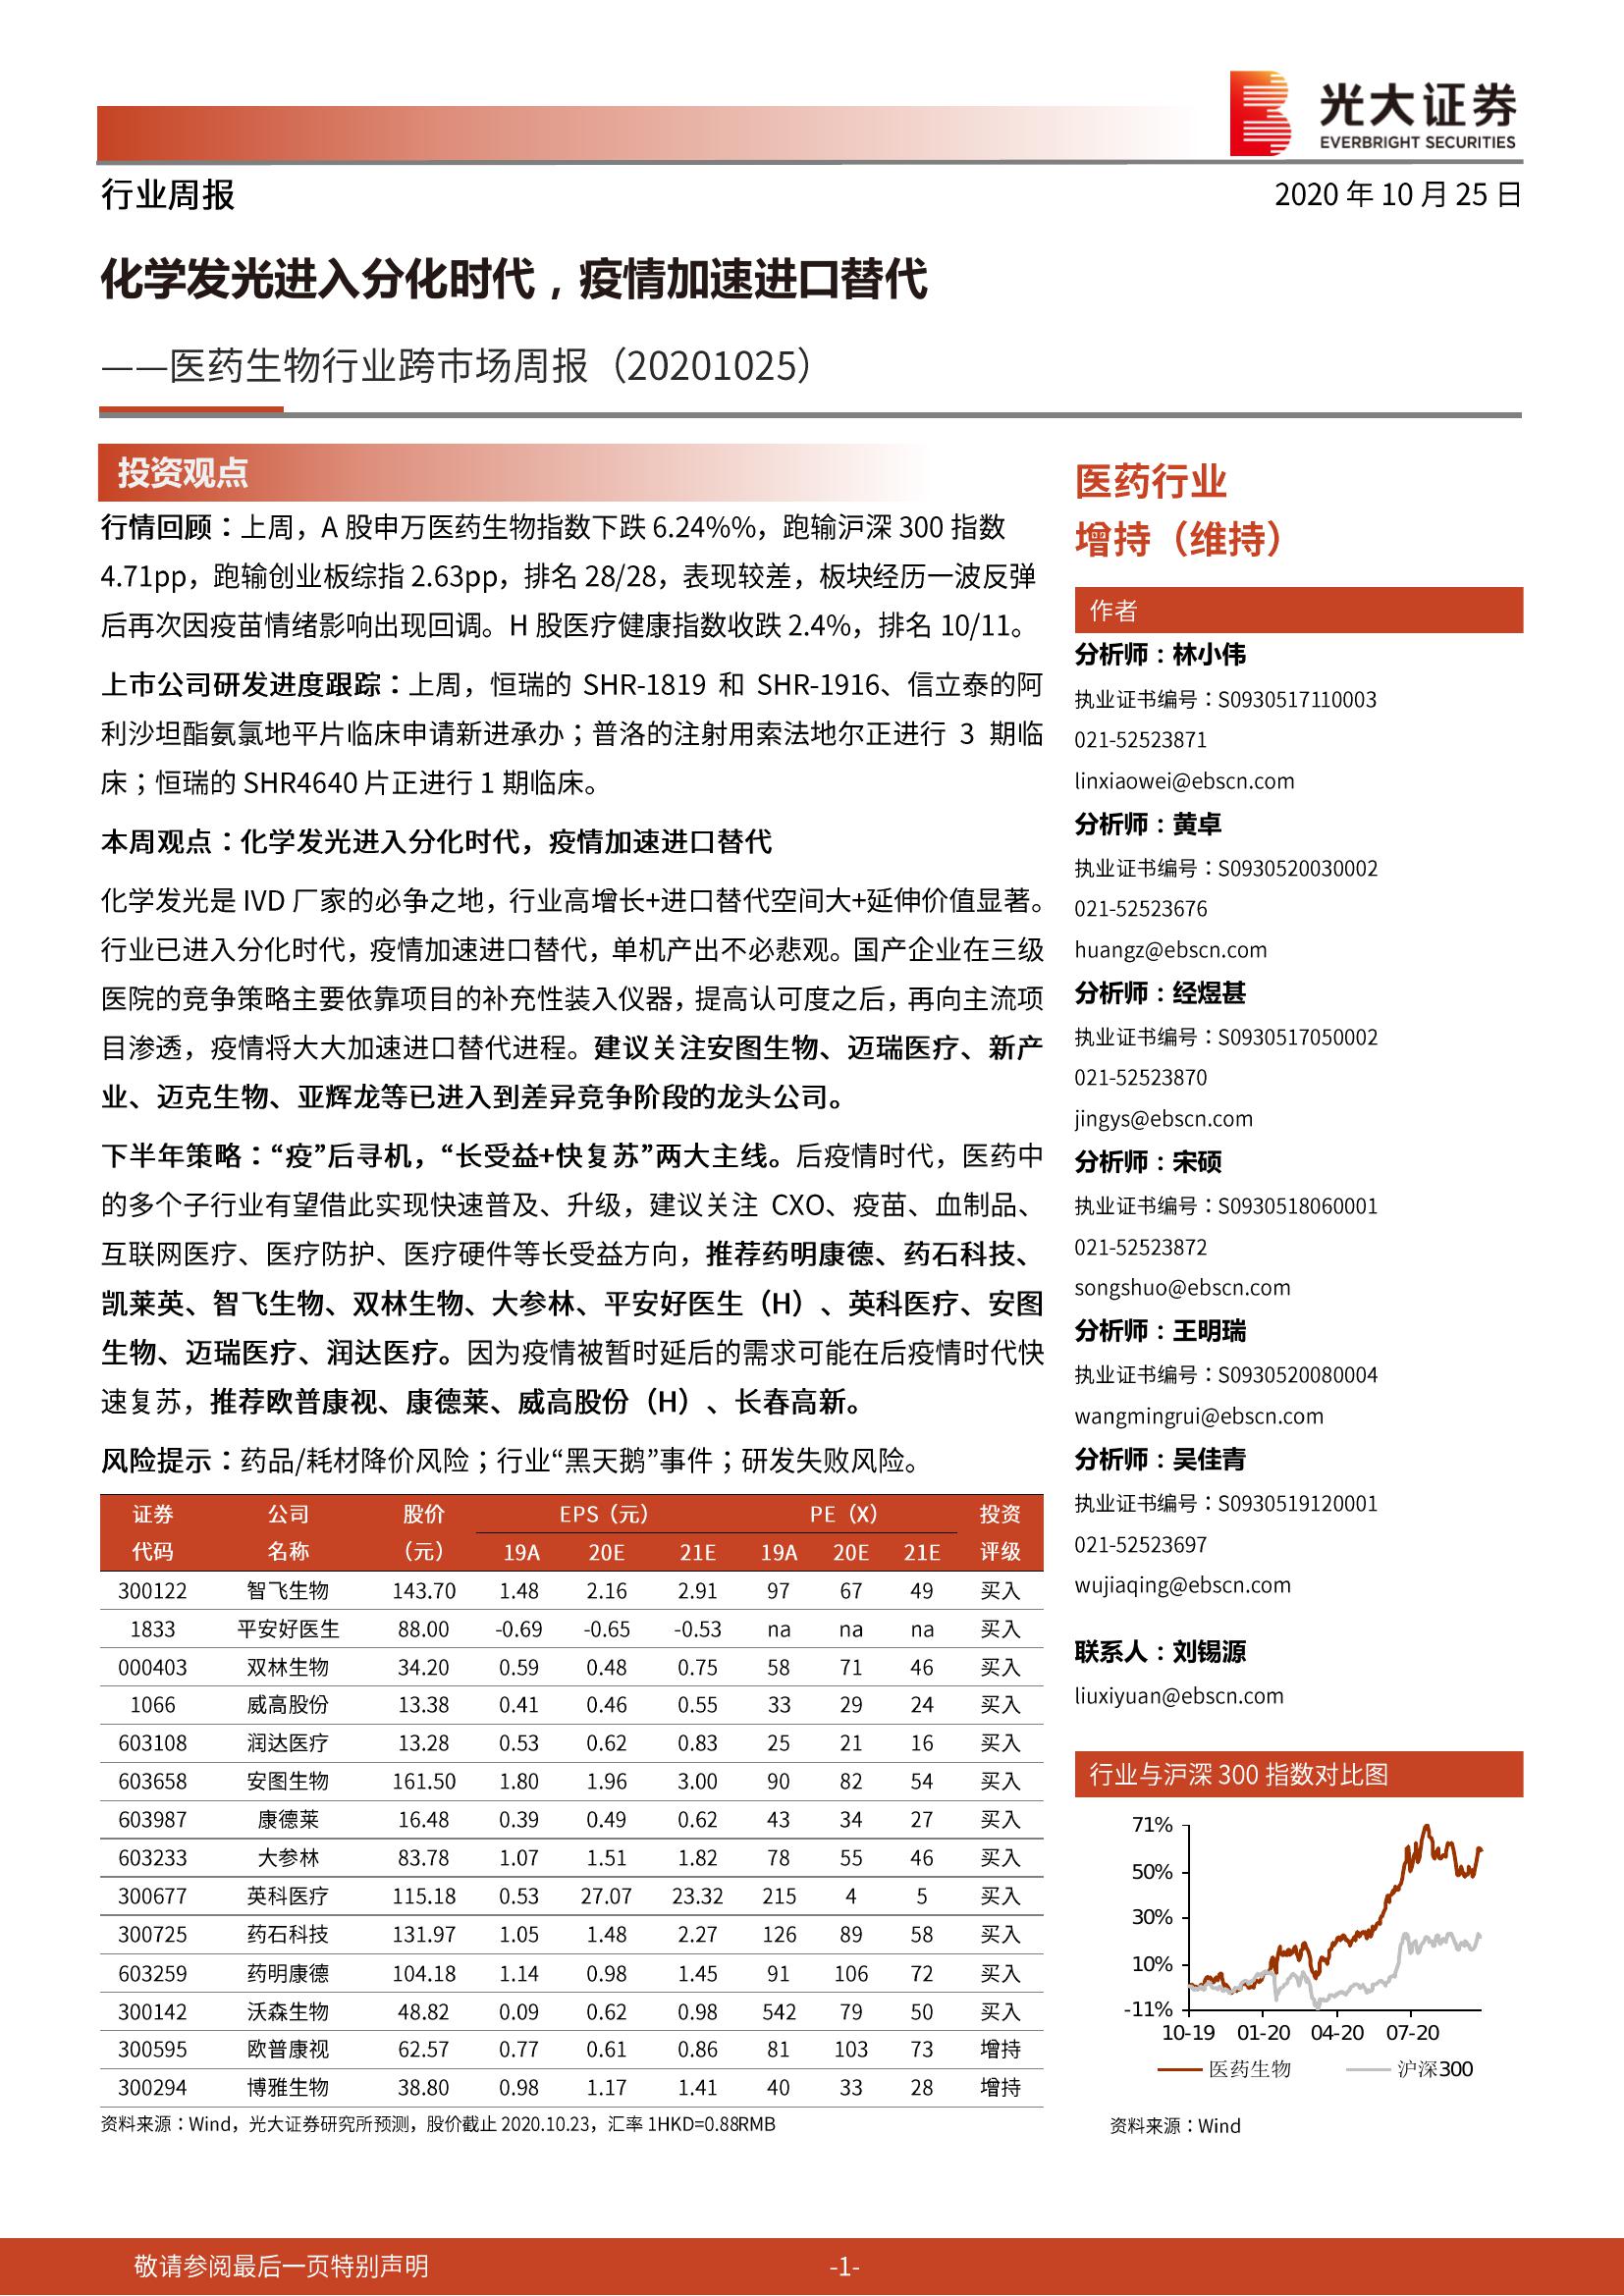 光大证券
EVERBRIGHT SECURITIES
行业周报
2020 年 10 月 25 日
化学发光进入分化时代，疫情加速进口替代
——医药生物行业跨市场周报（20201025）
投资观点
行情回顾：上周，A 股申万医药生物指数下跌 6.24%%，跑输沪深 300 指数
4.71pp，跑输创业板综指 2.63pp，排名 28/28，表现较差，板块经历一波反弹
后再次因疫苗情绪影响出现回调。H 股医疗健康指数收跌 2.4%，排名 10/11。
上市公司研发进度跟踪：上周，恒瑞的 SHR-1819 和 SHR-1916、信立泰的阿
利沙坦酯氨氯地平片临床申请新进承办；普洛的注射用索法地尔正进行 3 期临
床；恒瑞的 SHR4640 片正进行 1 期临床。
本周观点：化学发光进入分化时代，疫情加速进口替代
化学发光是 IVD 厂家的必争之地，行业高增长+进口替代空间大+延伸价值显著。
行业已进入分化时代，疫情加速进口替代，单机产出不必悲观。国产企业在三级
医院的竞争策略主要依靠项目的补充性装入仪器，提高认可度之后，再向主流项
目渗透，疫情将大大加速进口替代进程。建议关注安图生物、迈瑞医疗、新产
业、迈克生物、亚辉龙等已进入到差异竞争阶段的龙头公司。
下半年策略：“疫”后寻机，“长受益+快复苏”两大主线。后疫情时代，医药中
的多个子行业有望借此实现快速普及、升级，建议关注 CXO、疫苗、血制品、
互联网医疗、医疗防护、医疗硬件等长受益方向，推荐药明康德、药石科技、
凯莱英、智飞生物、双林生物、大参林、平安好医生（H）、英科医疗、安图
生物、迈瑞医疗、润达医疗。因为疫情被暂时延后的需求可能在后疫情时代快
速复苏，推荐欧普康视、康德莱、威高股份（H）、长春高新。
风险提示：药品/耗材降价风险；行业“黑天鹅”事件；研发失败风险。
证券 公司 股价 EPS（元） PE（X） 投资
代码 名称 （元） 19A 20E 21E 19A 20E 21E 评级
300122 智飞生物 143.70 1.48 2.16 2.91 97 67 49 买入
1833 平安好医生 88.00 -0.69 -0.65 -0.53 na na na 买入
000403 双林生物 34.20 0.59 0.48 0.75 58 71 46 买入
1066 威高股份 13.38 0.41 0.46 0.55 33 29 24 买入
603108 润达医疗 13.28 0.53 0.62 0.83 25 21 16 买入
603658 安图生物 161.50 1.80 1.96 3.00 90 82 54 买入
603987 康德莱 16.48 0.39 0.49 0.62 43 34 27 买入
603233 大参林 83.78 1.07 1.51 1.82 78 55 46 买入
300677 英科医疗 115.18 0.53 27.07 23.32 215 4 5 买入
300725 药石科技 131.97 1.05 1.48 2.27 126 89 58 买入
603259 药明康德 104.18 1.14 0.98 1.45 91 106 72 买入
300142 沃森生物 48.82 0.09 0.62 0.98 542 79 50 买入
300595 欧普康视 62.57 0.77 0.61 0.86 81 103 73 增持
300294 博雅生物 38.80 0.98 1.17 1.41 40 33 28 增持
资料来源：Wind，光大证券研究所预测，股价截止 2020.10.23，汇率 1HKD=0.88RMB
医药行业
增持（维持）
作者
分析师：林小伟
执业证书编号：S0930517110003
021-52523871
linxiaowei@ebscn.com
分析师：黄卓
执业证书编号：S0930520030002
021-52523676
huangz@ebscn.com
分析师：经煜甚
执业证书编号：S0930517050002
021-52523870
jingys@ebscn.com
分析师：宋硕
执业证书编号：S0930518060001
021-52523872
songshuo@ebscn.com
分析师：王明瑞
执业证书编号：S0930520080004
wangmingrui@ebscn.com
分析师：吴佳青
执业证书编号：S0930519120001
021-52523697
wujiaqing@ebscn.com
联系人：刘锡源
liuxiyuan@ebscn.com
行业与沪深 300 指数对比图
71%
50%
30%
10%
-11%
10-19 01-20 04-20 07-20
医药生物 沪深300
资料来源：Wind
敬请参阅最后一页特别声明
-1-